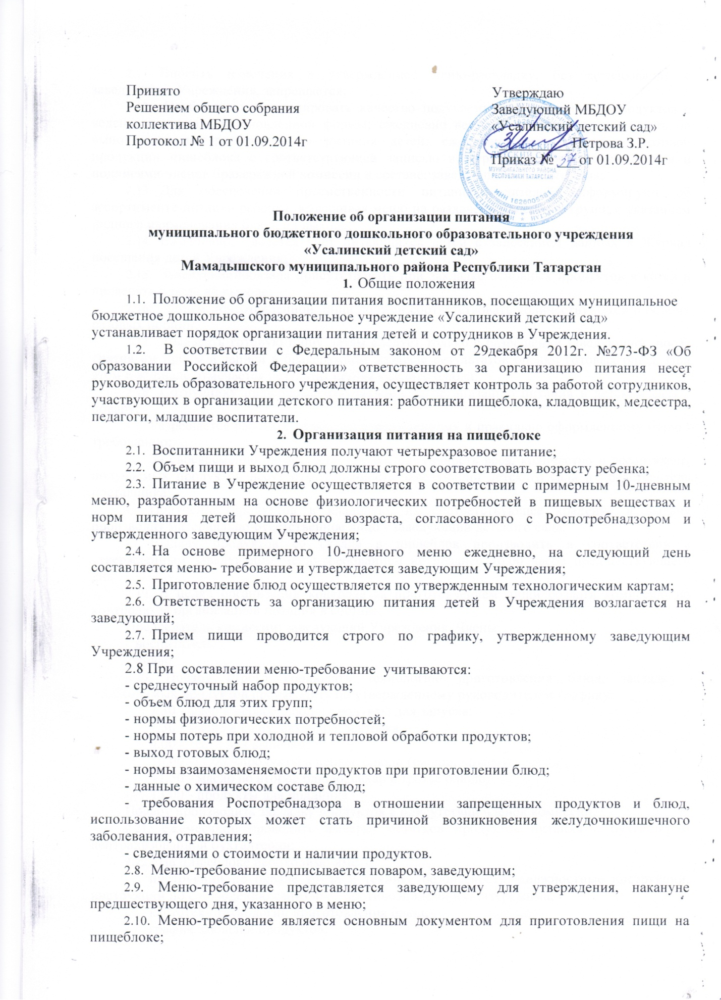 Принято
Решением общего собрания
коллектива МБДОУ
Протокол № 1 от 01.09.2014г
Утверждаю
Заведующий МБДОУ
«Усалинский детский сад»
__________Петрова З.Р.
Приказ № 37 от 01.09.2014г
«УСАЛИНСКИЙ
ДЕТСКИЙ САД»
МУНИЦИПАЛЬНОГО РАЙОНА
РЕСПУБЛИКИ ТАТАРСТАН
ИНН 1626005381
Положение об организации питания
муниципального бюджетного дошкольного образовательного учреждения
«Усалинский детский сад»
Мамадышского муниципального района Республики Татарстан
1. Общие положения
1.1. Положение об организации питания воспитанников, посещающих муниципальное
бюджетное дошкольное образовательное учреждение «Усалинский детский сад»
устанавливает порядок организации питания детей и сотрудников в Учреждения.
1.2. В соответствии с Федеральным законом от 29декабря 2012г. №273-ФЗ «Об
образовании Российской Федерации» ответственность за организацию питания несет
руководитель образовательного учреждения, осуществляет контроль за работой сотрудников,
участвующих в организации детского питания: работники пищеблока, кладовщик, медсестра,
педагоги, младшие воспитатели.
2. Организация питания на пищеблоке
2.1. Воспитанники Учреждения получают четырехразовое питание;
2.2. Объем пищи и выход блюд должны строго соответствовать возрасту ребенка;
2.3. Питание в Учреждение осуществляется в соответствии с примерным 10-дневным
меню, разработанным на основе физиологических потребностей в пищевых веществах и
норм питания детей дошкольного возраста, согласованного с Роспотребнадзором и
утвержденного заведующим Учреждения;
2.4. На основе примерного 10-дневного меню ежедневно, на следующий день
составляется меню- требование и утверждается заведующим Учреждения;
2.5. Приготовление блюд осуществляется по утвержденным технологическим картам;
2.6. Ответственность за организацию питания детей в Учреждения возлагается на
заведующий;
2.7. Прием пищи проводится строго по графику, утвержденному заведующим
Учреждения;
2.8 При составлении меню-требование учитываются:
- среднесуточный набор продуктов;
- объем блюд для этих групп;
- нормы физиологических потребностей;
- нормы потерь при холодной и тепловой обработки продуктов;
- выход готовых блюд;
- нормы взаимозаменяемости продуктов при приготовлении блюд;
- данные о химическом составе блюд;
- требования Роспотребнадзора в отношении запрещенных продуктов и блюд,
использование которых может стать причиной возникновения желудочнокишечного
заболевания, отравления;
- сведениями о стоимости и наличии продуктов.
2.8. Меню-требование подписывается поваром, заведующим;
2.9. Меню-требование представляется заведующему для утверждения, накануне
предшествующего дня, указанного в меню;
2.10. Меню-требование является основным документом для приготовления пищи на
пищеблоке;